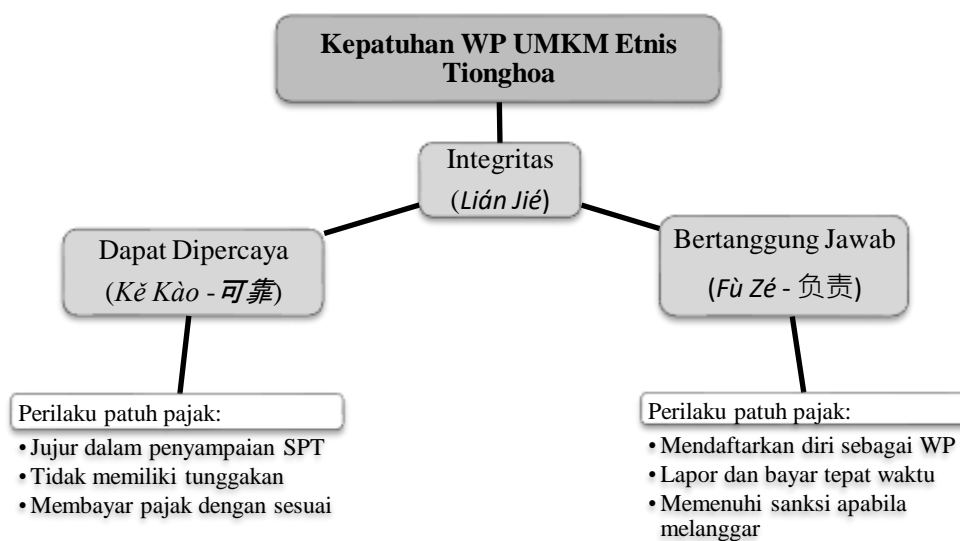 Kepatuhan WP UMKM Etnis
Tionghoa
Integritas
(Lián Jié)
Dapat Dipercaya
(Kě Kào - 可靠)
Bertanggung Jawab
(Fù Zé - 负责)
Perilaku patuh pajak:
• Jujur dalam penyampaian SPT
• Tidak memiliki tunggakan
• Membayar pajak dengan sesuai
Perilaku patuh pajak:
• Mendaftarkan diri sebagai WP
• Lapor dan bayar tepat waktu
• Memenuhi sanksi apabila
melanggar